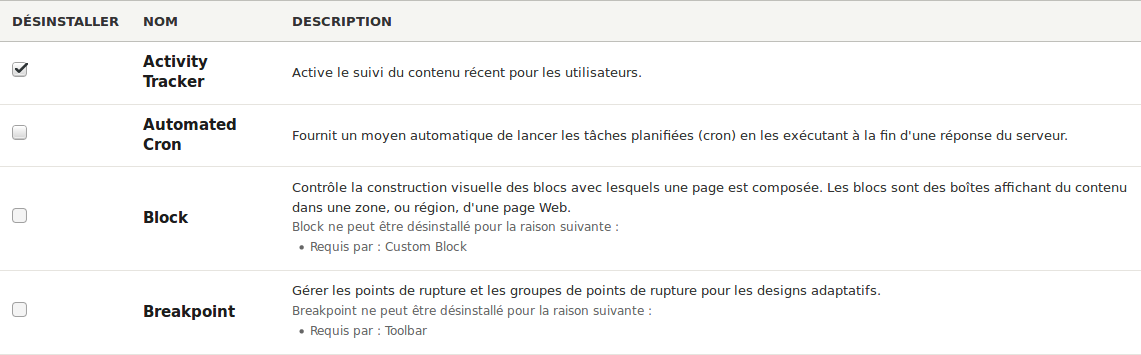 DÉSINSTALLER NOM DESCRIPTION
Activity
Tracker
Active le suivi du contenu récent pour les utilisateurs.
Automated
Cron
Fournit un moyen automatique de lancer les tâches planifiées (cron) en les exécutant à la fin d'une réponse du serveur.
Block
Contrôle la construction visuelle des blocs avec lesquels une page est composée. Les blocs sont des boîtes affichant du contenu
dans une zone, ou région, d'une page Web.
Block ne peut être désinstallé pour la raison suivante :
• Requis par : Custom Block
Breakpoint
Gérer les points de rupture et les groupes de points de rupture pour les designs adaptatifs.
Breakpoint ne peut être désinstallé pour la raison suivante :
• Requis par : Toolbar